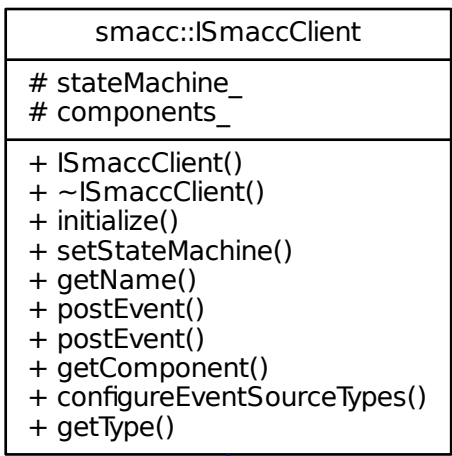 smacc::ISmaccClient
# stateMachine_
# components_
+ ISmaccClient()
+ ~ISmaccClient()
+ initialize()
+ setStateMachine()
+ getName()
+ postEvent()
+ postEvent()
+ getComponent()
+ configureEventSourceTypes()
+ getType()